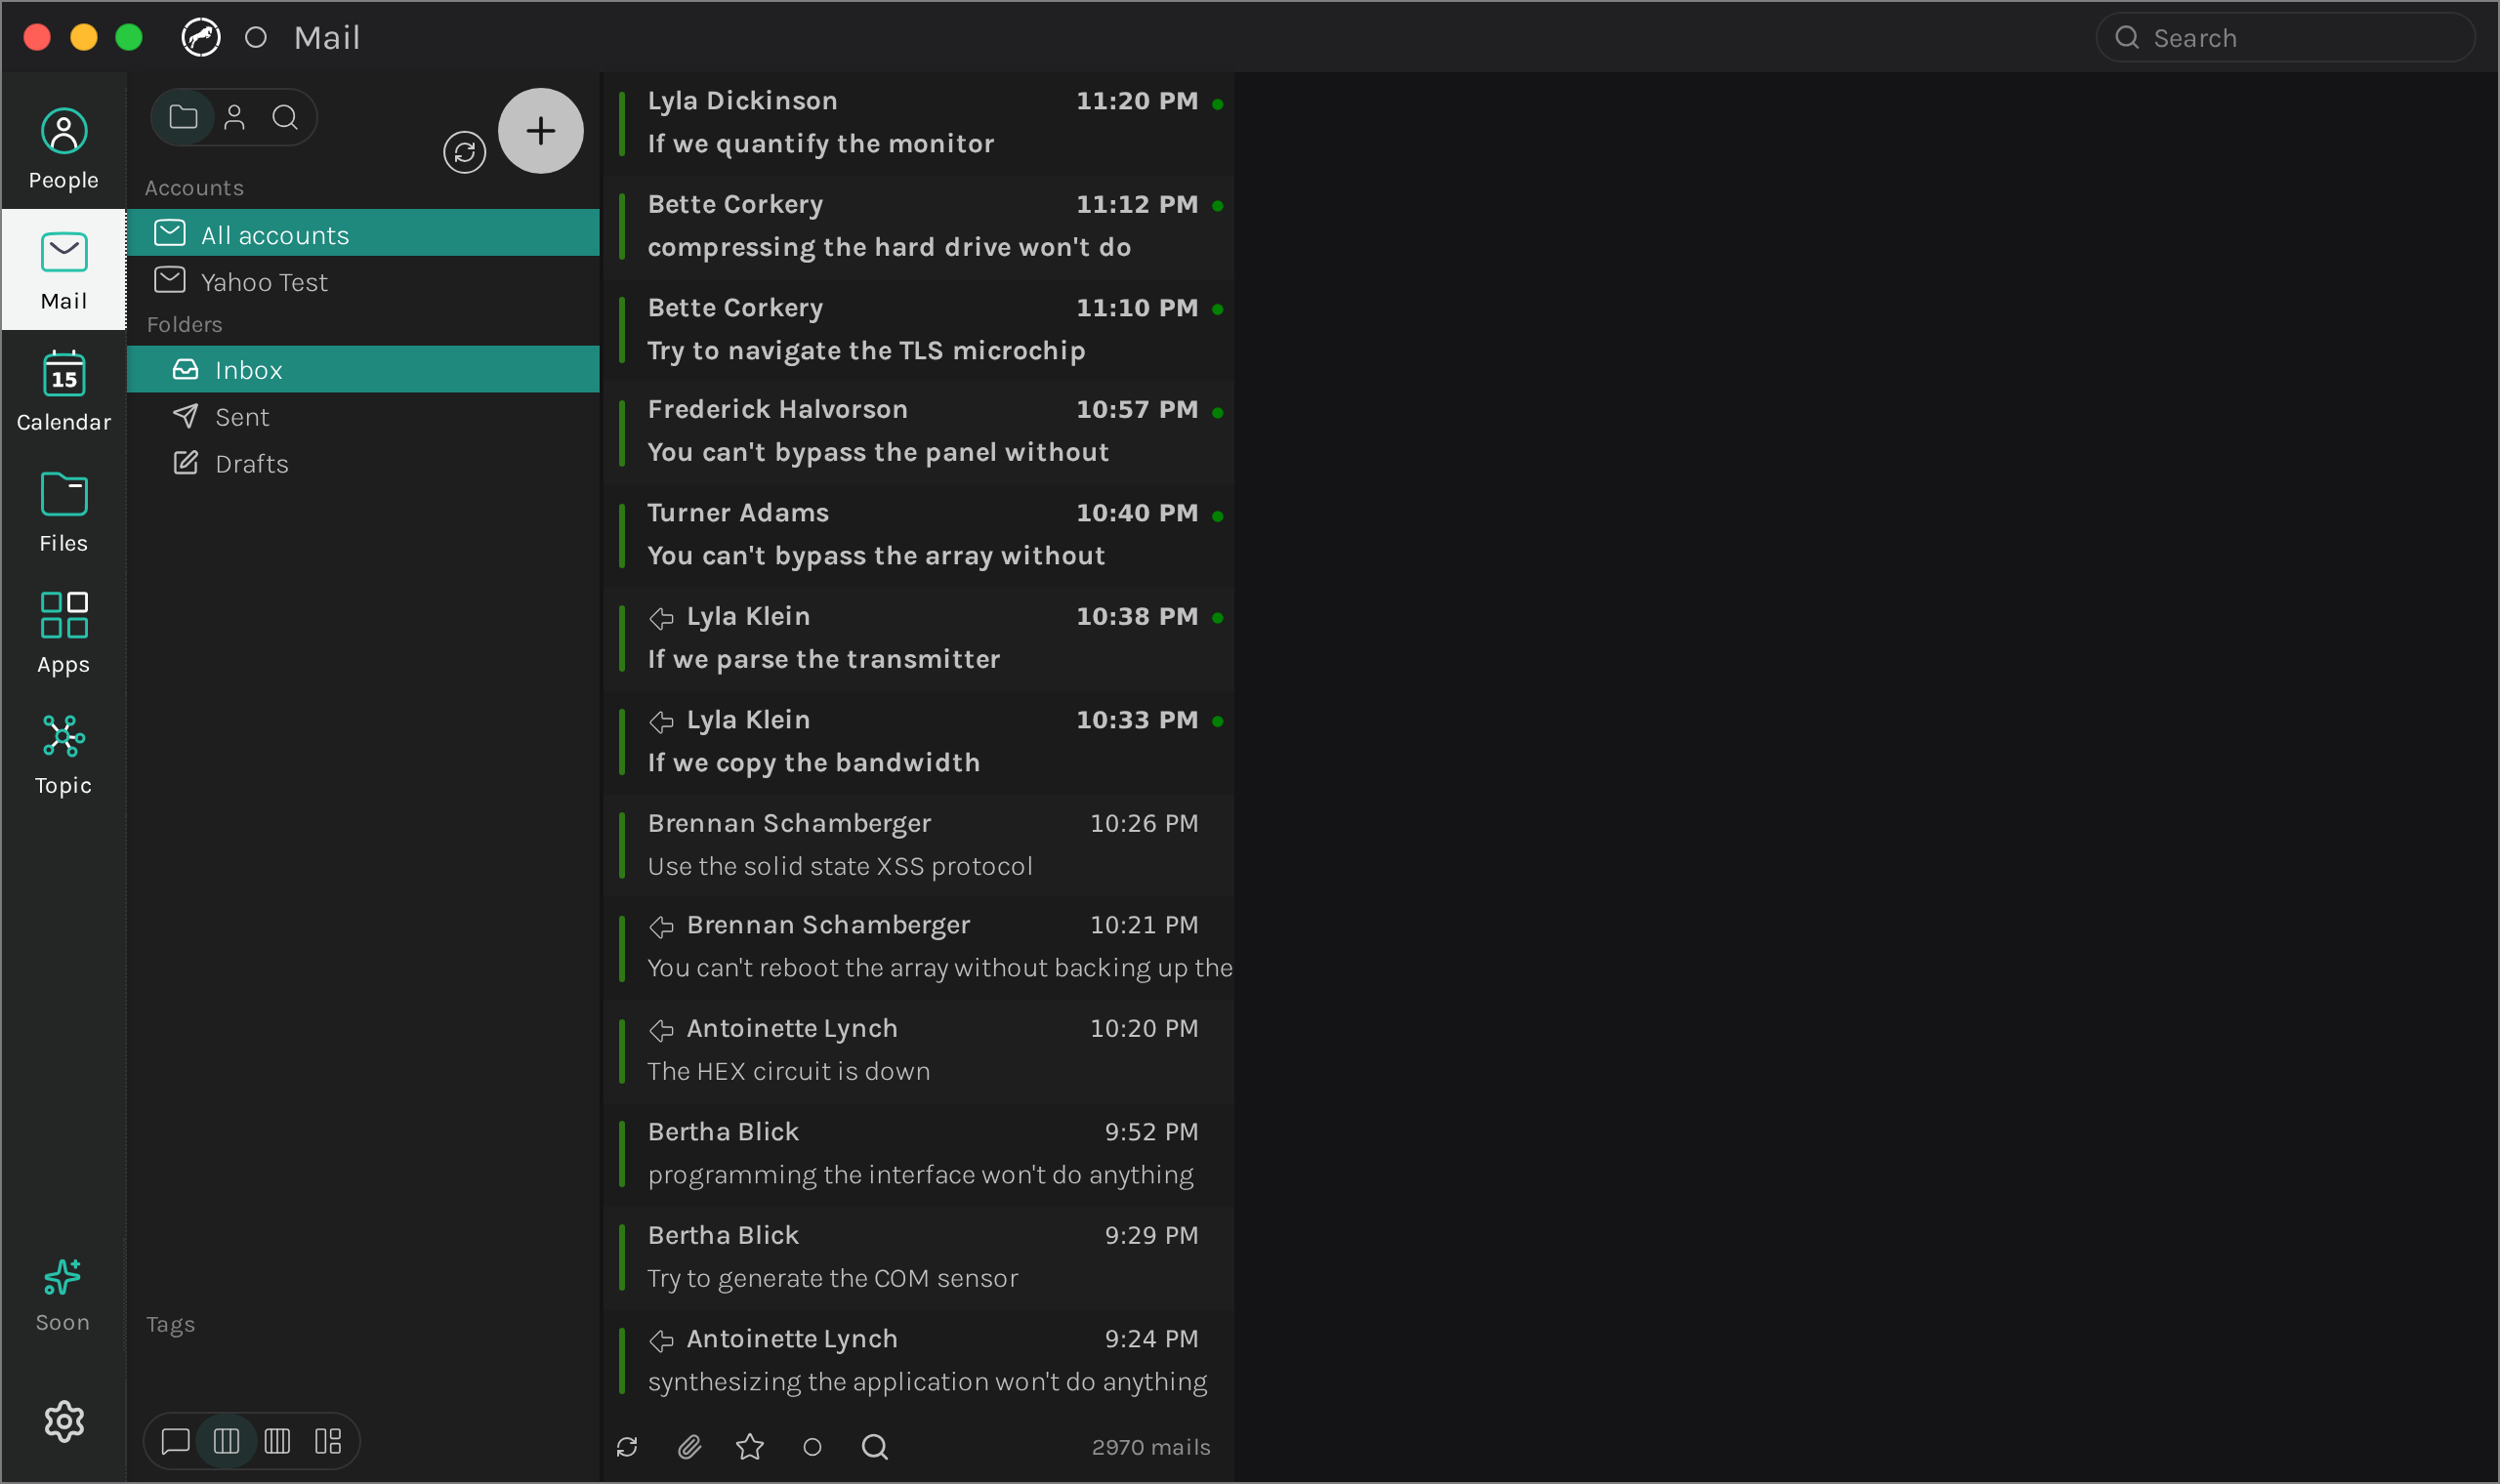 Mail
Search
People
Mail
15
Calendar
Files
Apps
Topic
Soon
Accounts
All accounts
Yahoo Test
Folders
Inbox
Sent
Drafts
Tags
Lyla Dickinson 11:20 PM
If we quantify the monitor
Bette Corkery 11:12 PM
compressing the hard drive won't do
Bette Corkery 11:10 PM
Try to navigate the TLS microchip
Frederick Halvorson 10:57 PM
You can't bypass the panel without
Turner Adams 10:40 PM
You can't bypass the array without
Lyla Klein 10:38 PM
If we parse the transmitter
Lyla Klein 10:33 PM
If we copy the bandwidth
Brennan Schamberger 10:26 PM
Use the solid state XSS protocol
Brennan Schamberger 10:21 PM
You can't reboot the array without backing up the
Antoinette Lynch 10:20 PM
The HEX circuit is down
Bertha Blick 9:52 PM
programming the interface won't do anything
Bertha Blick 9:29 PM
Try to generate the COM sensor
Antoinette Lynch 9:24 PM
synthesizing the application won't do anything
2970 mails